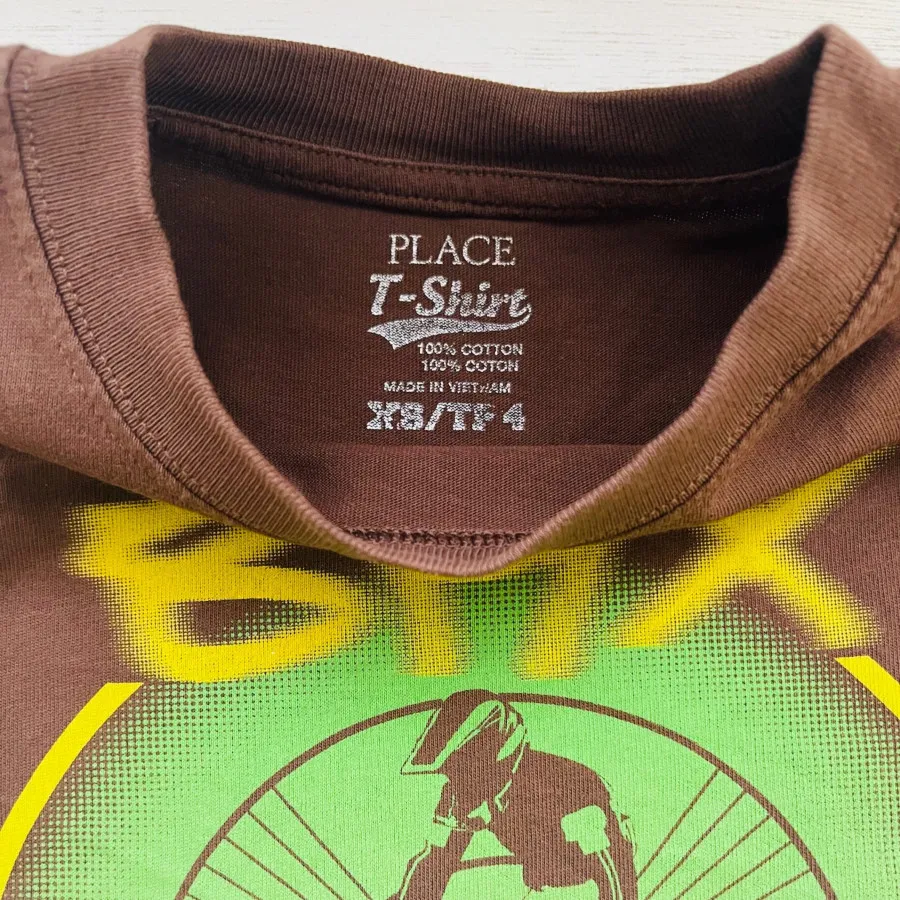 PLACE
T-Shirt
100% COTTON
100% COTON
MADE IN VIETNAM
XS/TP 4
BMX